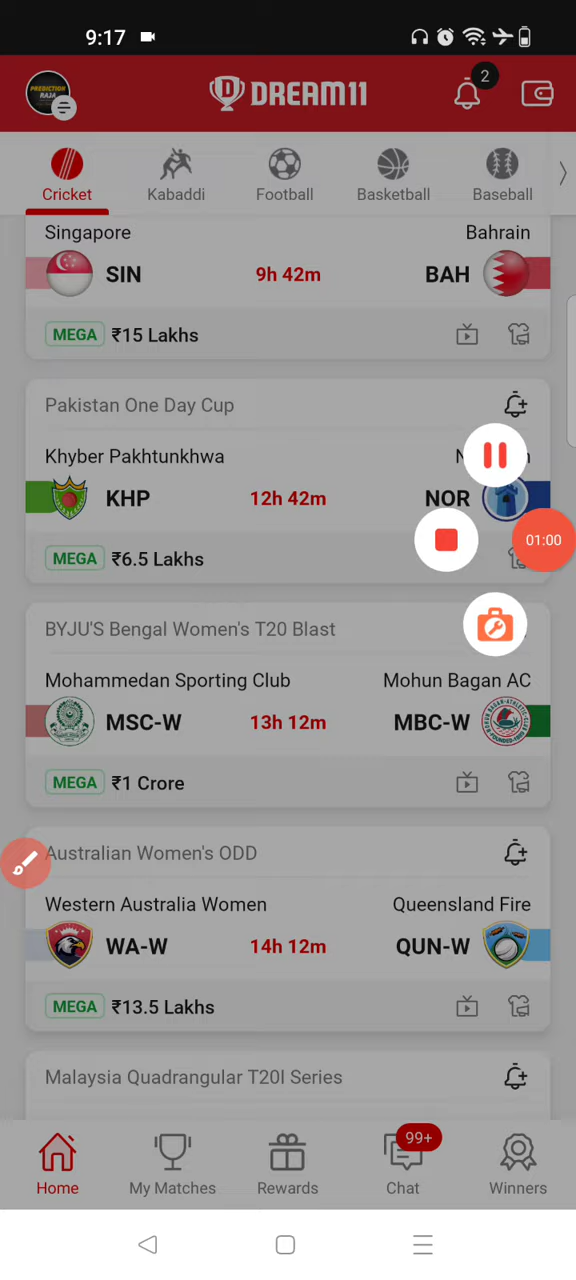 9:17
PREDICTION
RAJA
DREAM11
2
Cricket
Kabaddi
Football
Basketball
Baseball
Singapore
Bahrain
SIN
9h 42m
BAH
MEGA ₹15 Lakhs
Pakistan One Day Cup
Khyber Pakhtunkhwa
KHP
12h 42m
NOR
01:00
MEGA ₹6.5 Lakhs
BYJU'S Bengal Women's T20 Blast
Mohammedan Sporting Club
Mohun Bagan AC
MSC-W
13h 12m
MBC-W
MEGA ₹1 Crore
Australian Women's ODD
Western Australia Women
Queensland Fire
WA-W
14h 12m
QUN-W
MEGA ₹13.5 Lakhs
Malaysia Quadrangular T20I Series
99+
Home
My Matches
Rewards
Chat
Winners